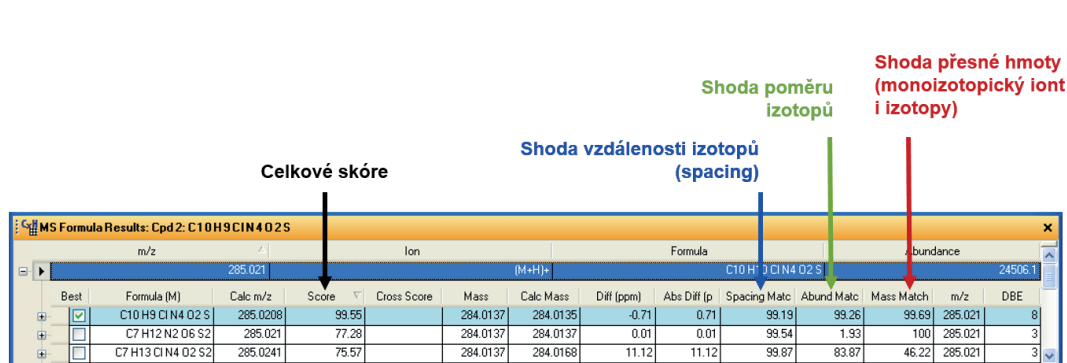 Shoda přesné hmoty
(monoizotopický iont
i izotopy)
Shoda poměru
izotopů
Shoda vzdálenosti izotopů
(spacing)
Celkové skóre
MS Formula Results: Cpd 2: C10 H9 Cl N4 O2 S
m/z Ion Formula Abundance
285.021 (M+H)+ C10 H10 Cl N4 O2 S 24506.1
Best Formula (M) Calc m/z Score Cross Score Mass Calc Mass Diff (ppm) Abs Diff (p Spacing Matc Abund Matc Mass Match m/z DBE
C10 H9 Cl N4 O2 S 285.0208 99.55 284.0137 284.0135 -0.71 0.71 99.19 99.26 99.69 285.021 8
C7 H12 N2 O6 S2 285.021 77.28 284.0137 284.0137 0.01 0.01 99.54 1.93 100 285.021 3
C7 H13 Cl N4 O2 S2 285.0241 75.57 284.0137 284.0168 11.12 11.12 99.87 83.87 46.22 285.021 3